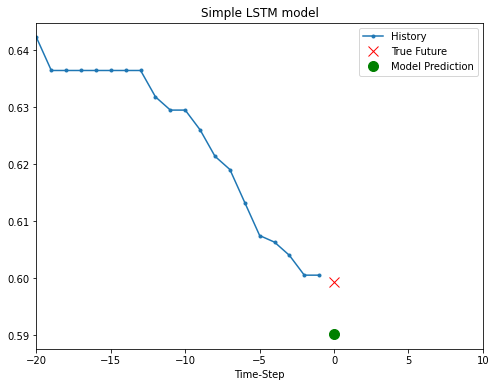 Simple LSTM model
History
True Future
Model Prediction
0.64
0.63
0.62
0.61
0.60
0.59
−20 −15 −10 −5 0 5 10
Time-Step